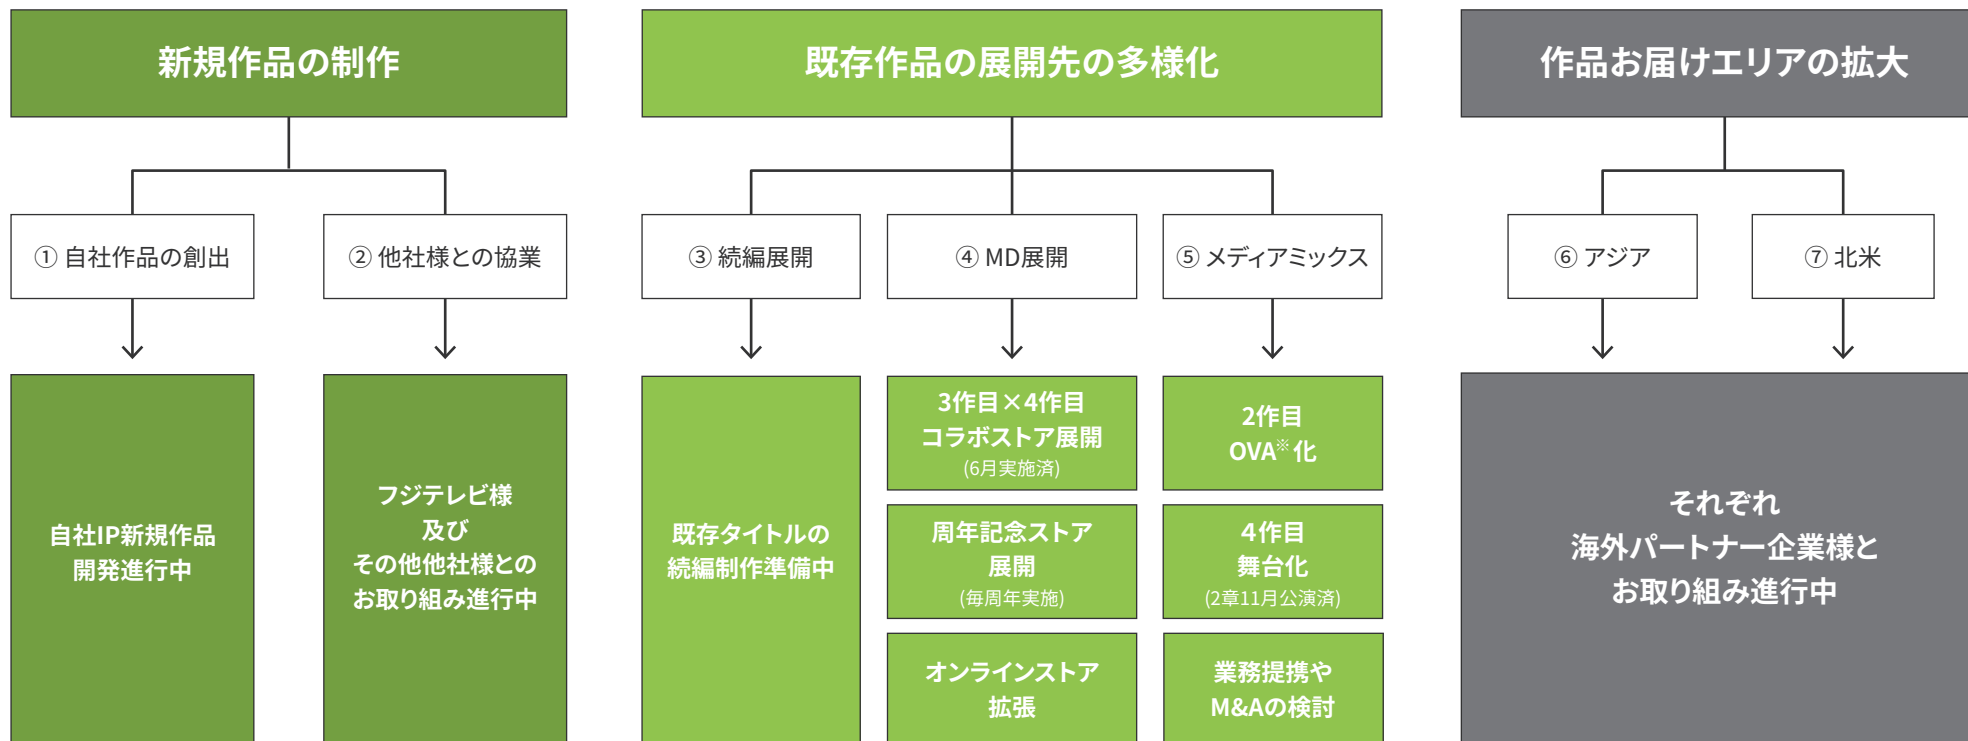 新規作品の制作
① 自社作品の創出
② 他社様との協業
自社IP新規作品
開発進行中
フジテレビ様
及び
その他他社様との
お取り組み進行中
既存作品の展開先の多様化
③ 続編展開
④ MD展開
⑤ メディアミックス
既存タイトルの
続編制作準備中
3作目×4作目
コラボストア展開
(6月実施済)
周年記念ストア
展開
(毎周年実施)
オンラインストア
拡張
2作目
OVA※化
4作目
舞台化
(2章11月公演済)
業務提携や
M&Aの検討
作品お届けエリアの拡大
⑥ アジア
⑦ 北米
それぞれ
海外パートナー企業様と
お取り組み進行中